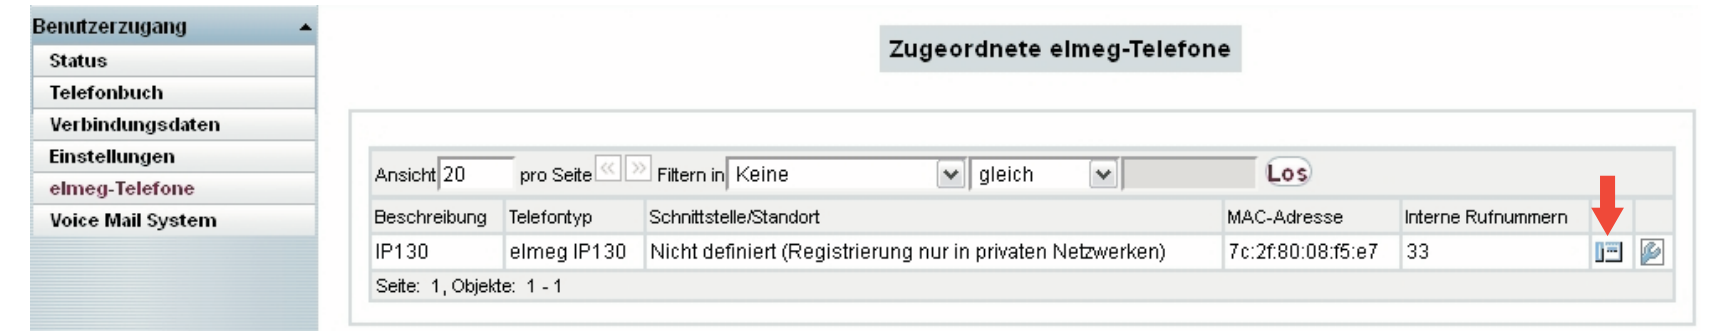 Benutzerzugang
Status
Telefonbuch
Verbindungsdaten
Einstellungen
elmeg-Telefone
Voice Mail System
Zugeordnete elmeg-Telefone
Ansicht 20 pro Seite << >> Filtern in Keine gleich Los
Beschreibung Telefontyp Schnittstelle/Standort MAC-Adresse Interne Rufnummern
IP130 elmeg IP130 Nicht definiert (Registrierung nur in privaten Netzwerken) 7c:2f:80:08:f5:e7 33
Seite: 1, Objekte: 1 - 1